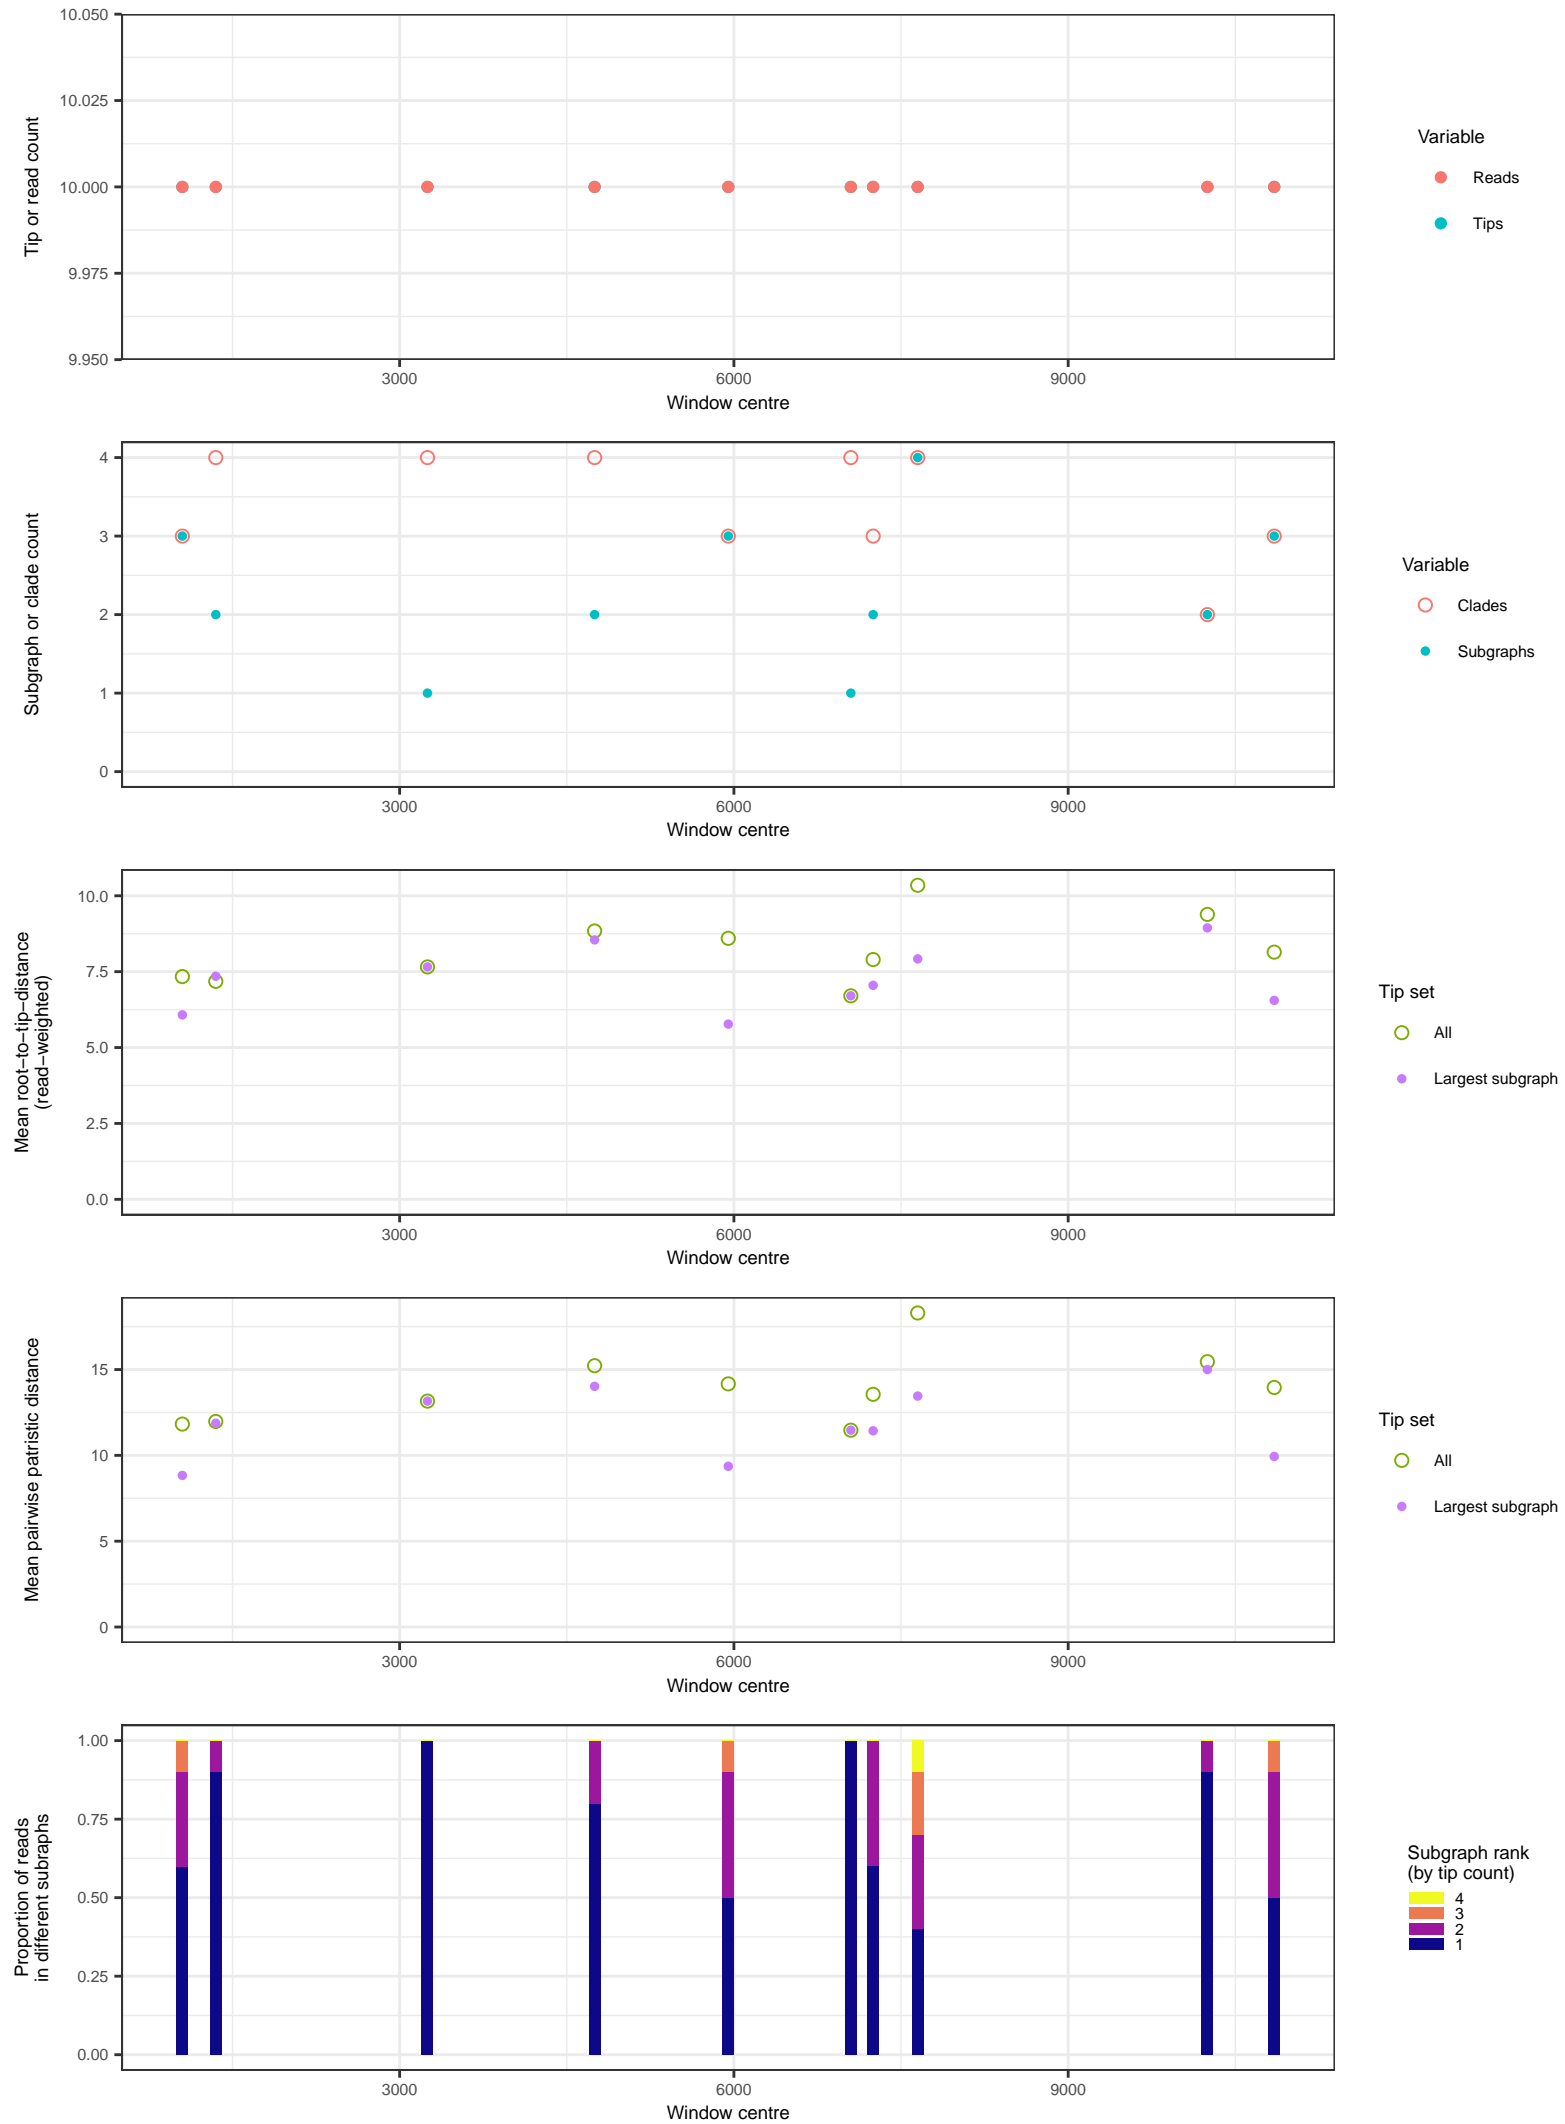 10.050
10.025
10.000
9.975
9.950
Tip or read count
3000 6000 9000
Window centre
Variable
Reads
Tips
4
3
2
1
0
Subgraph or clade count
3000 6000 9000
Window centre
Variable
Clades
Subgraphs
10.0
7.5
5.0
2.5
0.0
Mean root−to−tip−distance
(read−weighted)
3000 6000 9000
Window centre
Tip set
All
Largest subgraph
15
10
5
0
Mean pairwise patristic distance
3000 6000 9000
Window centre
Tip set
All
Largest subgraph
1.00
0.75
0.50
0.25
0.00
Proportion of reads
in different subraphs
3000 6000 9000
Window centre
Subgraph rank
(by tip count)
4
3
2
1